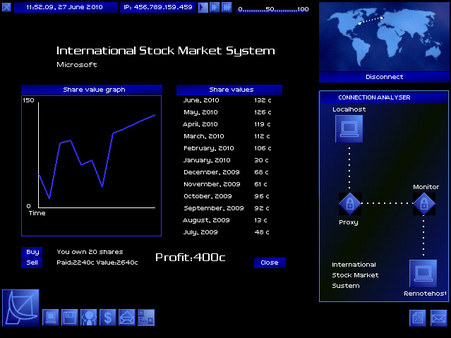 11:52.09, 27 June 2010
IP: 456.789.159.459
0.........50.........100
International Stock Market System
Microsoft
Disconnect
Share value graph
150
0
Time
Share values
June, 2010 132 c
May, 2010 126 c
April, 2010 119 c
March, 2010 112 c
February, 2010 106 c
January, 2010 30 c
December, 2009 68 c
November, 2009 61 c
October, 2009 96 c
September, 2009 92 c
August, 2009 13 c
July, 2009 48 c
CONNECTION ANALYSER
Localhost
Monitor
Proxy
International
Stock Market
System
Remotehost
Buy
Sell
You own 20 shares
Paid:2240c Value:2640c
Profit:400c
Close